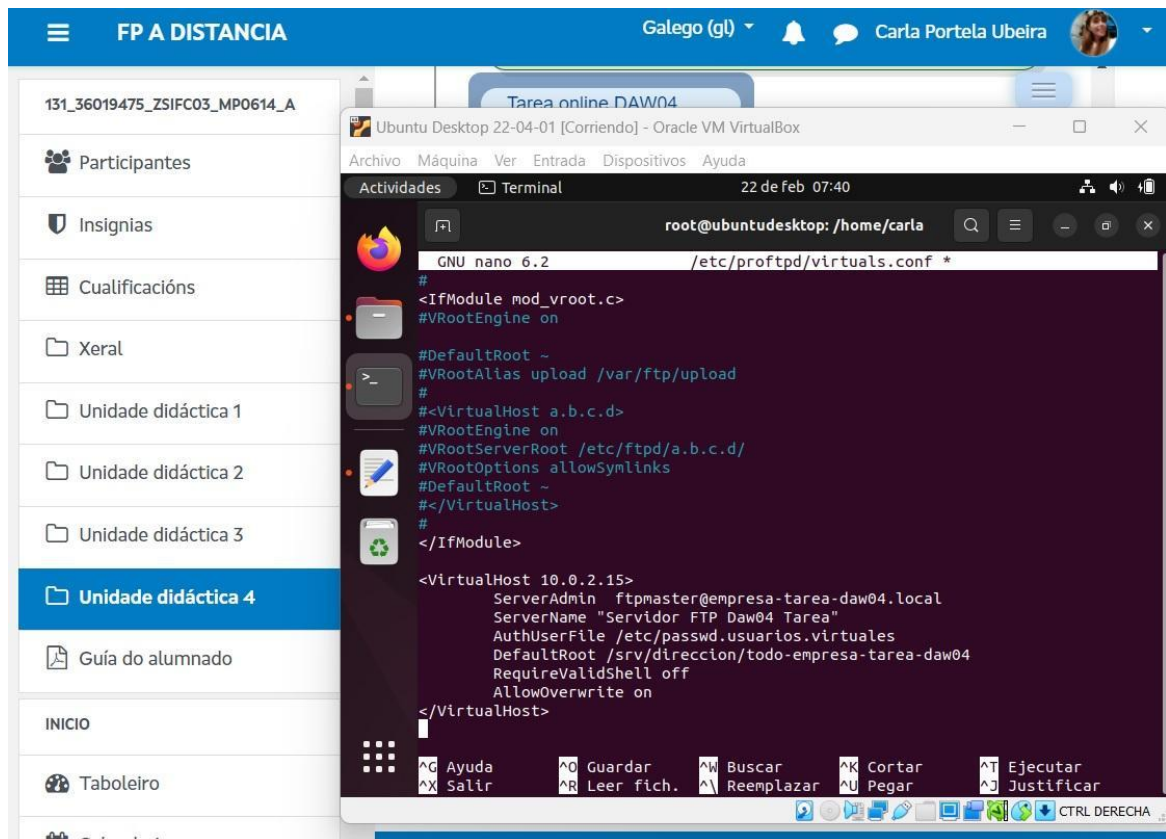 FP A DISTANCIA
Galego (gl)
Carla Portela Ubeira
131_36019475_ZSIFC03_MP0614_A
Participantes
Insignias
Cualificacións
Xeral
Unidade didáctica 1
Unidade didáctica 2
Unidade didáctica 3
Unidade didáctica 4
Guía do alumnado
INICIO
Taboleiro
Tarea online DAW04
Ubuntu Desktop 22-04-01 [Corriendo] - Oracle VM VirtualBox
Archivo Máquina Ver Entrada Dispositivos Ayuda
Actividades Terminal 22 de feb 07:40
root@ubuntudesktop: /home/carla
GNU nano 6.2 /etc/proftpd/virtuals.conf *
#
<IfModule mod_vroot.c>
#VRootEngine on
#DefaultRoot ~
#VRootAlias upload /var/ftp/upload
#
#<VirtualHost a.b.c.d>
#VRootEngine on
#VRootServerRoot /etc/ftpd/a.b.c.d/
#VRootOptions allowSymlinks
#DefaultRoot ~
#</VirtualHost>
#
</IfModule>
<VirtualHost 10.0.2.15>
ServerAdmin ftpmaster@empresa-tarea-daw04.local
ServerName "Servidor FTP Daw04 Tarea"
AuthUserFile /etc/passwd.usuarios.virtuales
DefaultRoot /srv/direccion/todo-empresa-tarea-daw04
RequireValidShell off
AllowOverwrite on
</VirtualHost>
^G Ayuda ^O Guardar ^W Buscar ^K Cortar ^T Ejecutar
^X Salir ^R Leer fich. ^\ Reemplazar ^U Pegar ^J Justificar
CTRL DERECHA